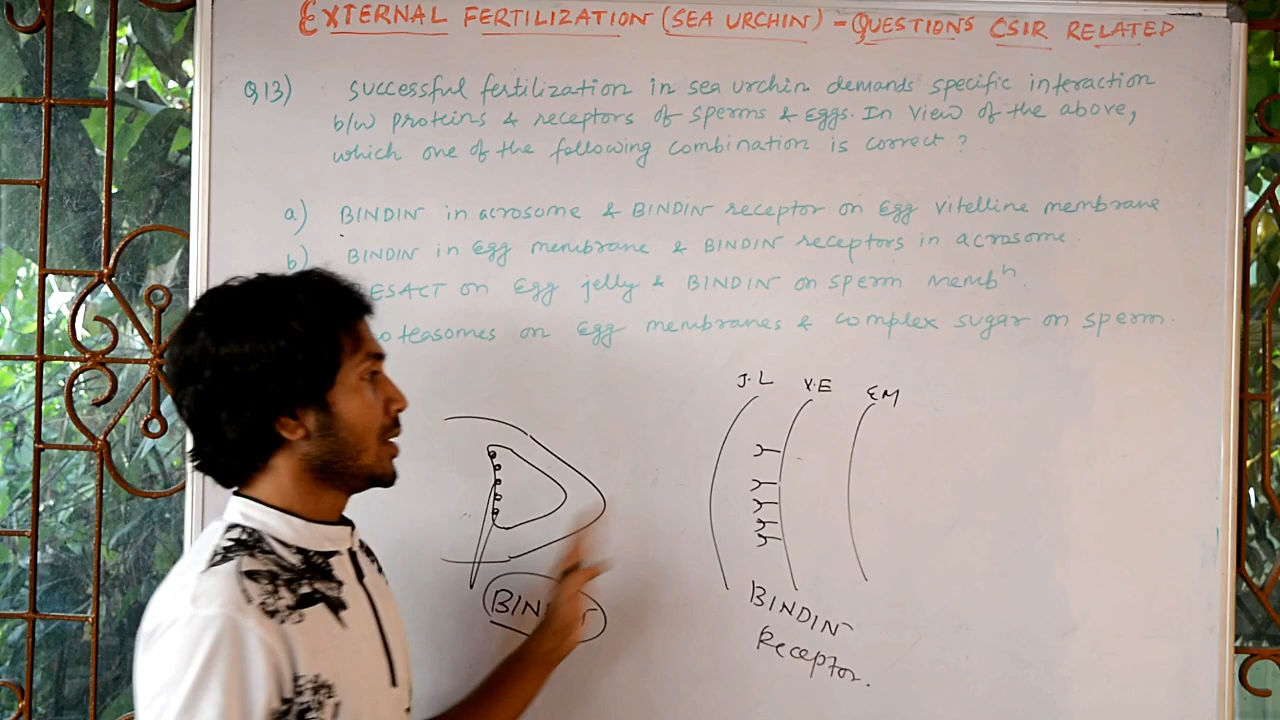 EXTERNAL FERTILIZATION (SEA URCHIN) - QUESTIONS CSIR RELATED
Q13) Successful fertilization in sea urchin demands specific interaction
b/w proteins & receptors of sperms & eggs. In view of the above,
which one of the following combination is correct ?
a) BINDIN in acrosome & BINDIN receptor on egg vitelline membrane
b) BINDIN in Egg membrane & BINDIN receptors in acrosome.
ESACT on Egg jelly & BINDIN on sperm membⁿ.
oteasomes on egg membranes & complex sugar on sperm.
J.L V.E EM
BIN
BINDIN
Receptor.